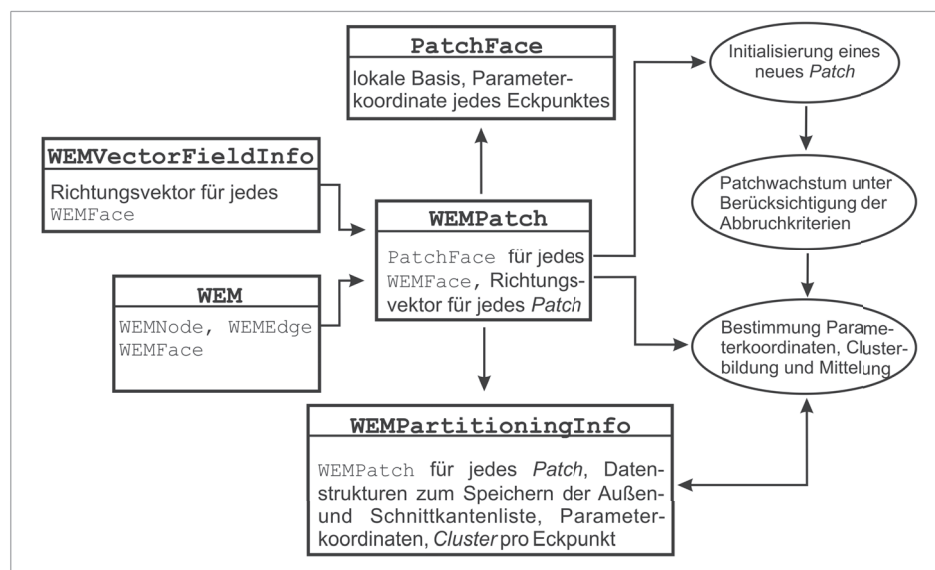 PatchFace
lokale Basis, Parameter-
koordinate jedes Eckpunktes
Initialisierung eines
neues Patch
WEMVectorFieldInfo
Richtungsvektor für jedes
WEMFace
Patchwachstum unter
Berücksichtigung der
Abbruchkriterien
WEMPatch
PatchFace für jedes
WEMFace, Richtungs-
vektor für jedes Patch
WEM
WEMNode, WEMEdge
WEMFace
Bestimmung Parame-
terkoordinaten, Cluster-
bildung und Mittelung
WEMPartitioningInfo
WEMPatch für jedes Patch, Daten-
strukturen zum Speichern der Außen-
und Schnittkantenliste, Parameter-
koordinaten, Cluster pro Eckpunkt